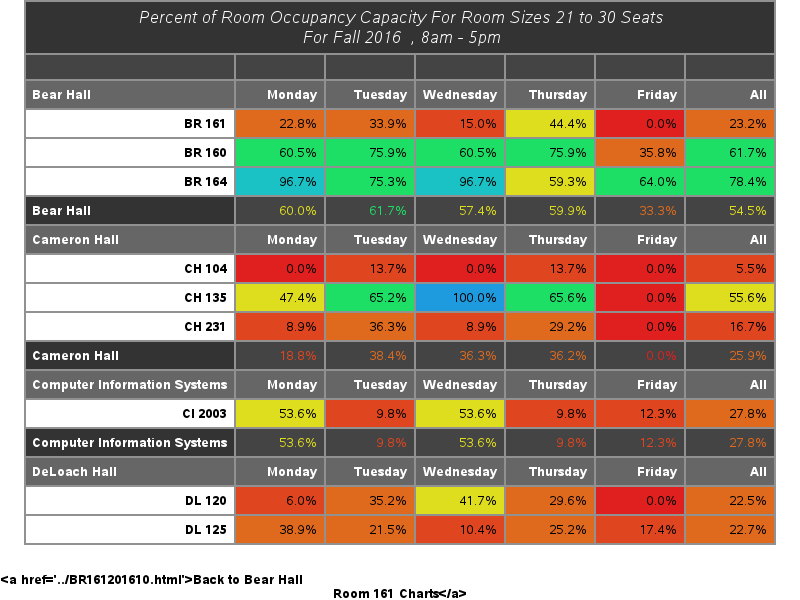 Percent of Room Occupancy Capacity For Room Sizes 21 to 30 Seats
For Fall 2016 , 8am - 5pm
Bear Hall Monday Tuesday Wednesday Thursday Friday All
BR 161 22.8% 33.9% 15.0% 44.4% 0.0% 23.2%
BR 160 60.5% 75.9% 60.5% 75.9% 35.8% 61.7%
BR 164 96.7% 75.3% 96.7% 59.3% 64.0% 78.4%
Bear Hall 60.0% 61.7% 57.4% 59.9% 33.3% 54.5%
Cameron Hall Monday Tuesday Wednesday Thursday Friday All
CH 104 0.0% 13.7% 0.0% 13.7% 0.0% 5.5%
CH 135 47.4% 65.2% 100.0% 65.6% 0.0% 55.6%
CH 231 8.9% 36.3% 8.9% 29.2% 0.0% 16.7%
Cameron Hall 18.8% 38.4% 36.3% 36.2% 0.0% 25.9%
Computer Information Systems Monday Tuesday Wednesday Thursday Friday All
CI 2003 53.6% 9.8% 53.6% 9.8% 12.3% 27.8%
Computer Information Systems 53.6% 9.8% 53.6% 9.8% 12.3% 27.8%
DeLoach Hall Monday Tuesday Wednesday Thursday Friday All
DL 120 6.0% 35.2% 41.7% 29.6% 0.0% 22.5%
DL 125 38.9% 21.5% 10.4% 25.2% 17.4% 22.7%
<a href='../BR161201610.html'>Back to Bear Hall
Room 161 Charts</a>